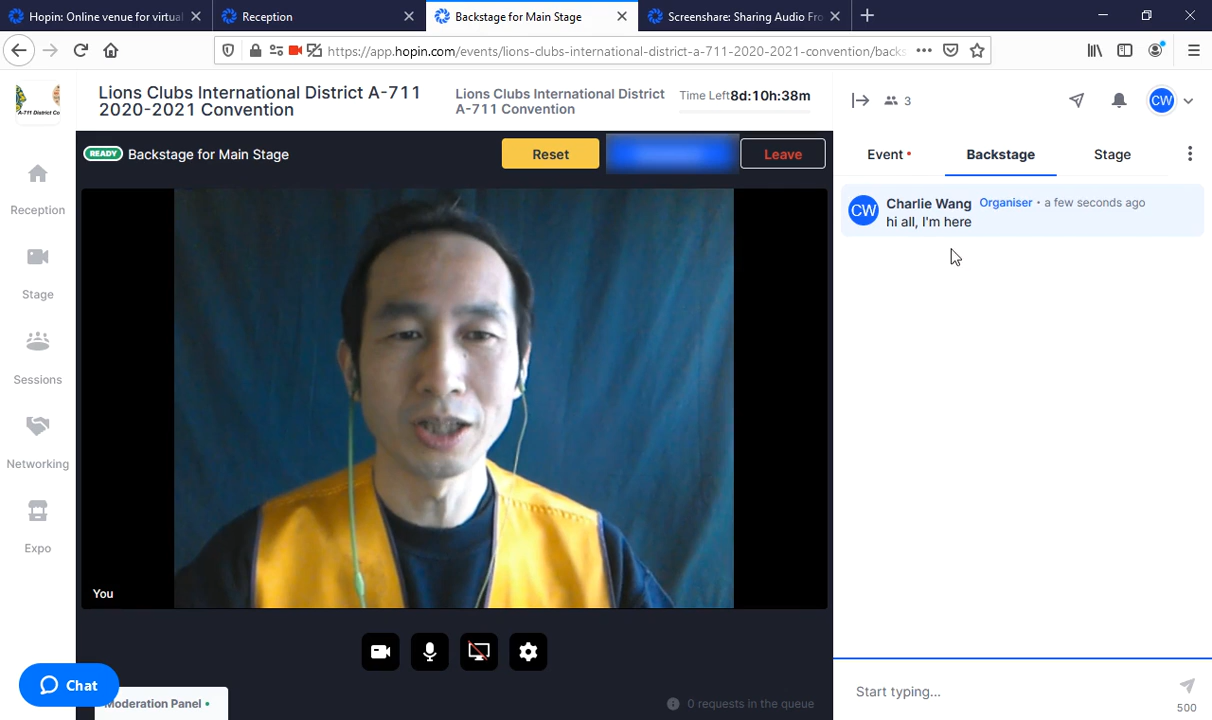 Hopin: Online venue for virtual
Reception
Backstage for Main Stage
Screenshare: Sharing Audio Fro
https://app.hopin.com/events/lions-clubs-international-district-a-711-2020-2021-convention/backs
Lions Clubs International District A-711
2020-2021 Convention
Lions Clubs International District
A-711 Convention
Time Left 8d:10h:38m
3
CW
READY Backstage for Main Stage
Reset
Leave
Event
Backstage
Stage
Reception
Stage
Sessions
Networking
Expo
CW
Charlie Wang Organiser • a few seconds ago
hi all, I'm here
You
Chat
Moderation Panel
0 requests in the queue
Start typing...
500